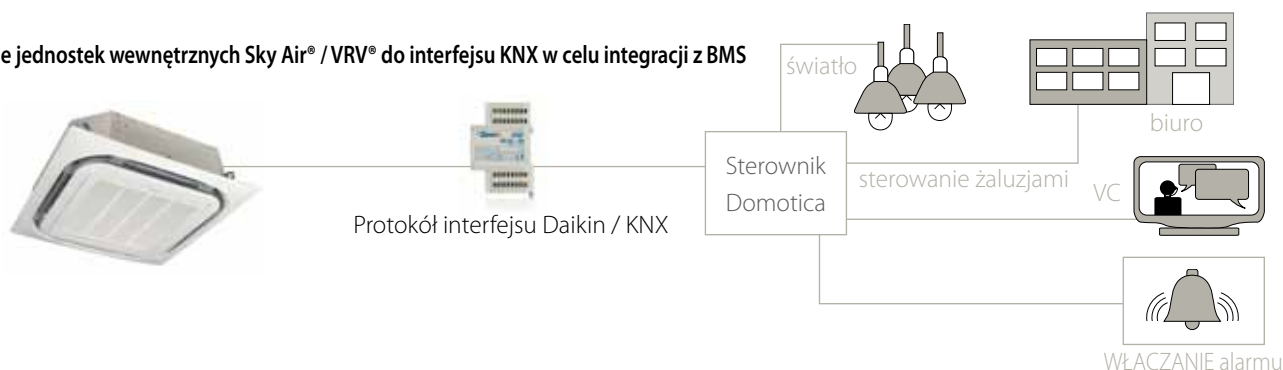 e jednostek wewnętrznych Sky Air® / VRV® do interfejsu KNX w celu integracji z BMS
światło
biuro
Sterownik
Domotica
sterowanie żaluzjami
VC
Protokół interfejsu Daikin / KNX
WŁACZANIE alarmu